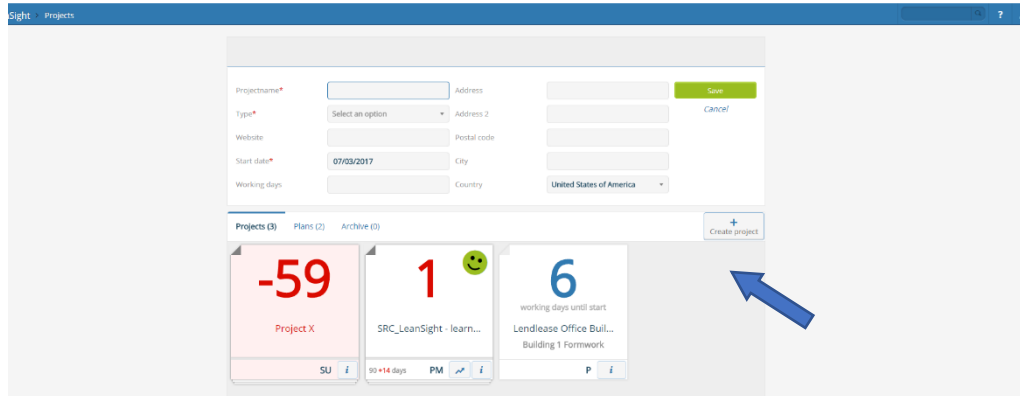 Sight > Projects ?
Projectname* Address Save
Type* Select an option Address 2 Cancel
Website Postal code
Start date* 07/03/2017 City
Working days Country United States of America
Projects (3) Plans (2) Archive (0) + Create project
-59
Project X
SU i
1
SRC_LeanSight - learn...
99 +14 days PM i
6
working days until start
Lendlease Office Buil...
Building 1 Formwork
P i